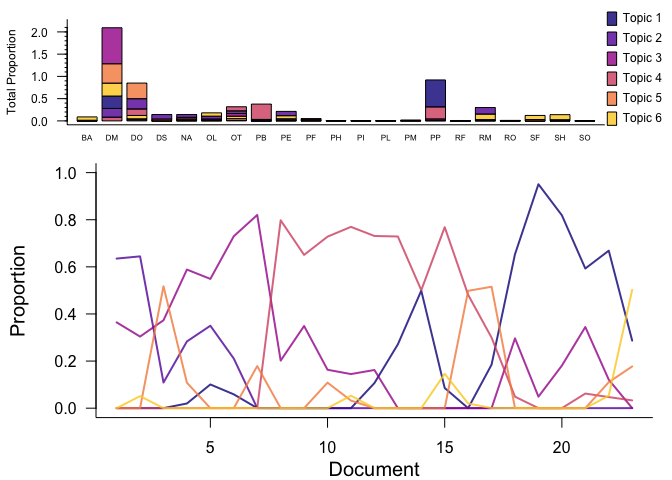 Total Proportion
2.0
1.5
1.0
0.5
0.0
BA DM DO DS NA OL OT PB PE PF PH PI PL PM PP RF RM RO SF SH SO
Topic 1
Topic 2
Topic 3
Topic 4
Topic 5
Topic 6
Proportion
1.0
0.8
0.6
0.4
0.2
0.0
5 10 15 20
Document